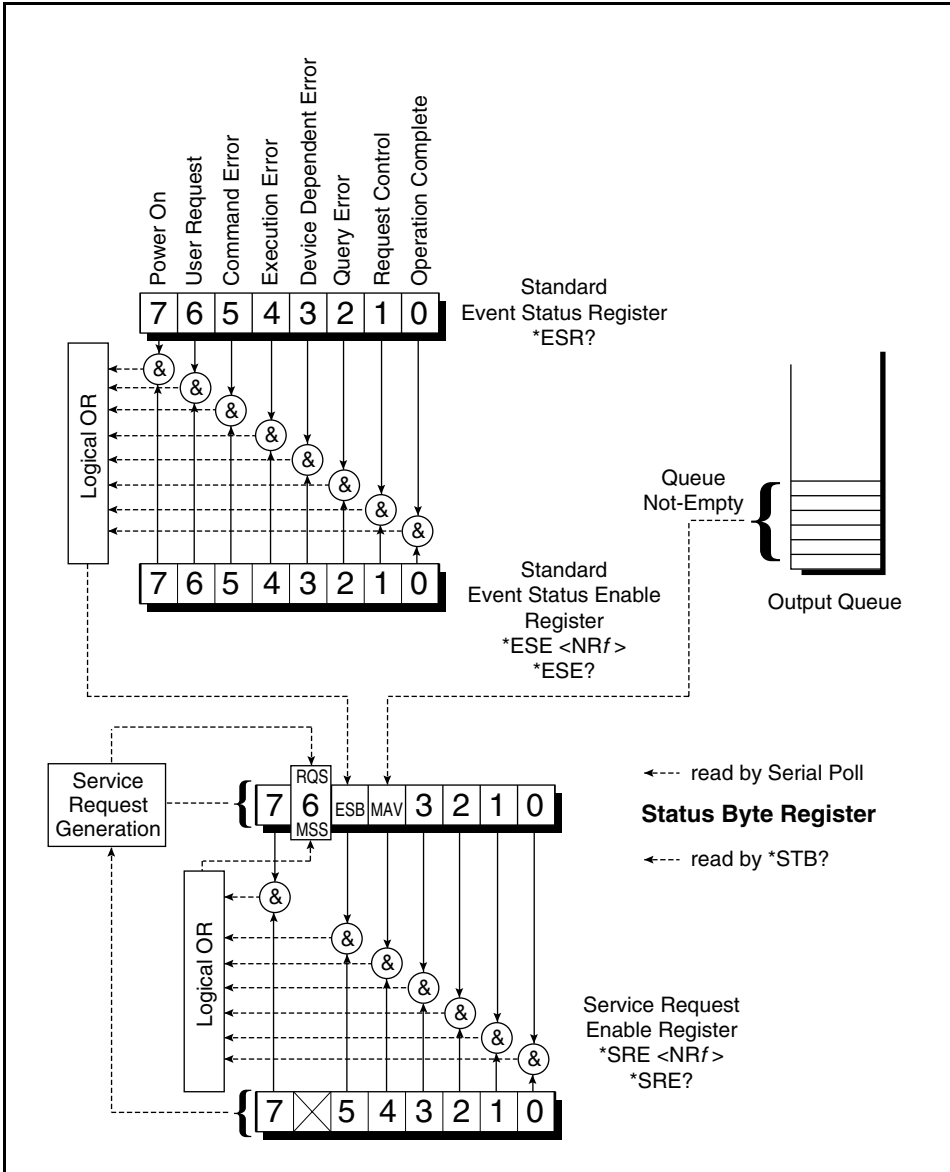 Power On
User Request
Command Error
Execution Error
Device Dependent Error
Query Error
Request Control
Operation Complete
7 6 5 4 3 2 1 0
Standard
Event Status Register
*ESR?
Logical OR
&
&
&
&
&
&
&
&
7 6 5 4 3 2 1 0
Standard
Event Status Enable
Register
*ESE <NRf>
*ESE?
Queue
Not-Empty
{
Output Queue
Service
Request
Generation
{
RQS
7 6 ESB MAV 3 2 1 0
MSS
read by Serial Poll
Status Byte Register
read by *STB?
Logical OR
&
&
&
&
&
&
&
Service Request
Enable Register
*SRE <NRf>
*SRE?
{
7 5 4 3 2 1 0